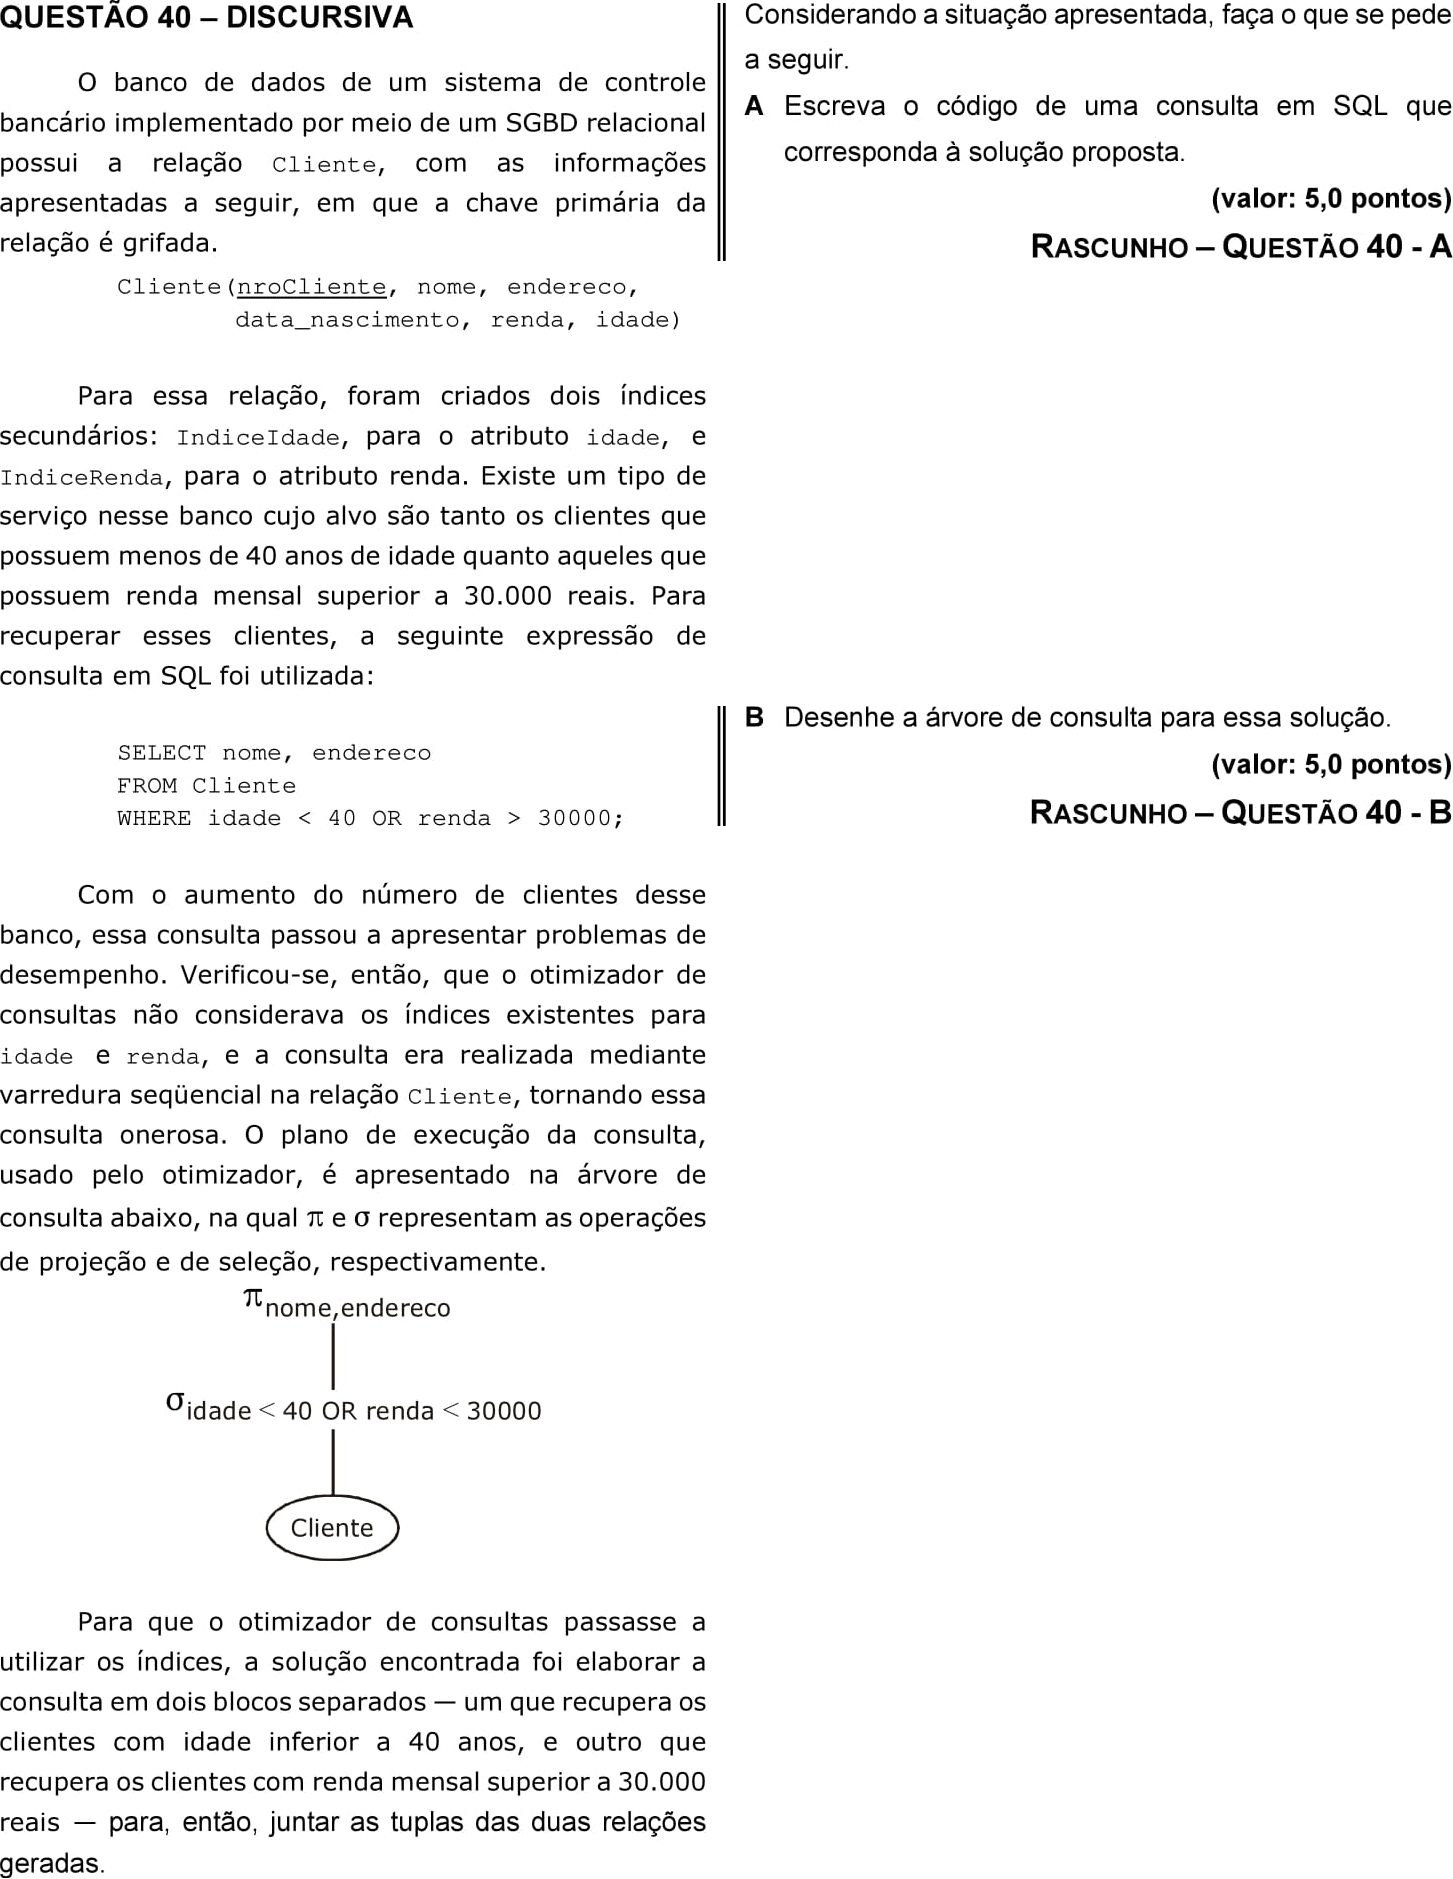 QUESTÃO 40 – DISCURSIVA
O banco de dados de um sistema de controle
bancário implementado por meio de um SGBD relacional
possui a relação Cliente, com as informações
apresentadas a seguir, em que a chave primária da
relação é grifada.
Cliente(nroCliente, nome, endereco,
data_nascimento, renda, idade)
Para essa relação, foram criados dois índices
secundários: IndiceIdade, para o atributo idade, e
IndiceRenda, para o atributo renda. Existe um tipo de
serviço nesse banco cujo alvo são tanto os clientes que
possuem menos de 40 anos de idade quanto aqueles que
possuem renda mensal superior a 30.000 reais. Para
recuperar esses clientes, a seguinte expressão de
consulta em SQL foi utilizada:
SELECT nome, endereco
FROM Cliente
WHERE idade < 40 OR renda > 30000;
Com o aumento do número de clientes desse
banco, essa consulta passou a apresentar problemas de
desempenho. Verificou-se, então, que o otimizador de
consultas não considerava os índices existentes para
idade e renda, e a consulta era realizada mediante
varredura seqüencial na relação Cliente, tornando essa
consulta onerosa. O plano de execução da consulta,
usado pelo otimizador, é apresentado na árvore de
consulta abaixo, na qual π e σ representam as operações
de projeção e de seleção, respectivamente.
π nome,endereco
σ idade < 40 OR renda < 30000
Cliente
Para que o otimizador de consultas passasse a
utilizar os índices, a solução encontrada foi elaborar a
consulta em dois blocos separados — um que recupera os
clientes com idade inferior a 40 anos, e outro que
recupera os clientes com renda mensal superior a 30.000
reais — para, então, juntar as tuplas das duas relações
geradas.
Considerando a situação apresentada, faça o que se pede
a seguir.
A Escreva o código de uma consulta em SQL que
corresponda à solução proposta.
(valor: 5,0 pontos)
RASCUNHO – QUESTÃO 40 - A
B Desenhe a árvore de consulta para essa solução.
(valor: 5,0 pontos)
RASCUNHO – QUESTÃO 40 - B